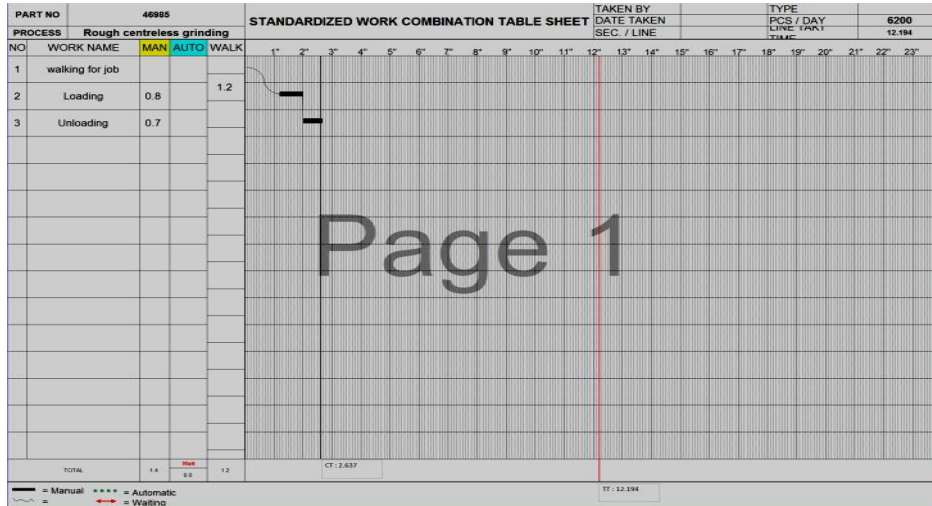 PART NO 46985
STANDARDIZED WORK COMBINATION TABLE SHEET
TAKEN BY TYPE
DATE TAKEN PCS / DAY 6200
PROCESS Rough centreless grinding
SEC. / LINE LINE TAKT TIME 12.194
NO WORK NAME MAN AUTO WALK 1" 2" 3" 4" 5" 6" 7" 8" 9" 10" 11" 12" 13" 14" 15" 16" 17" 18" 19" 20" 21" 22" 23"
1 walking for job
1.2
2 Loading 0.8
3 Unloading 0.7
Page 1
TOTAL 1.4 Wait 0.0 1.2
CT : 2.637
TT : 12.194
= Manual = Automatic
= = Waiting